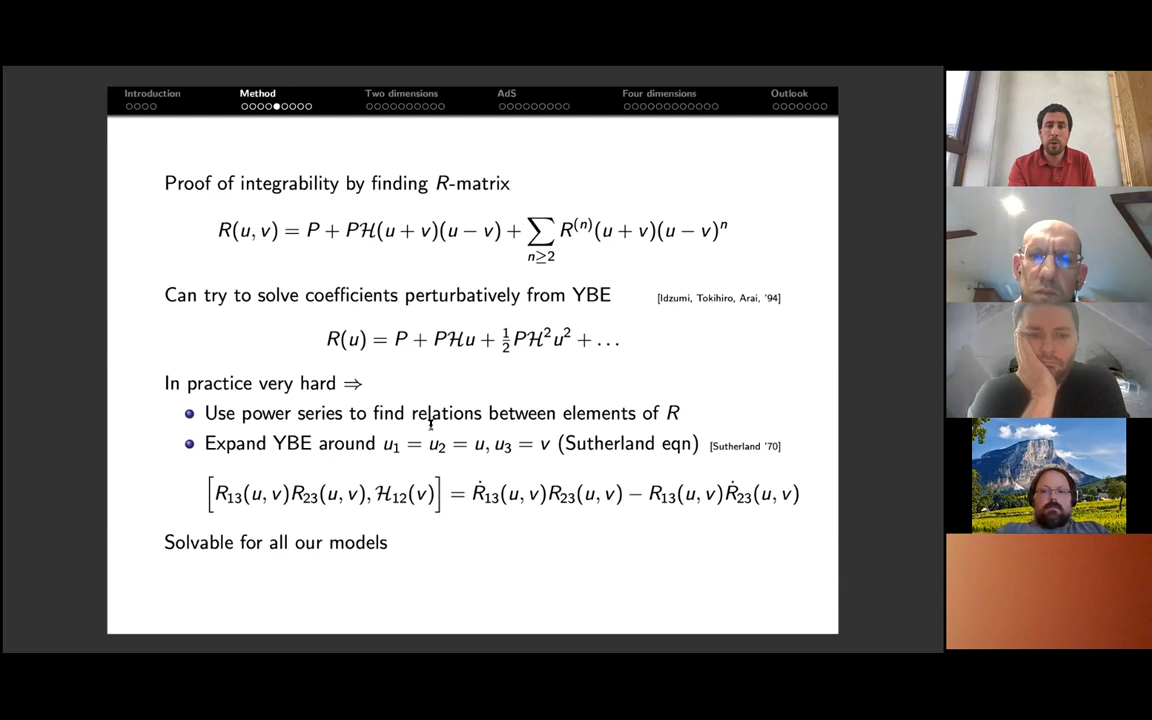 Introduction Method Two dimensions AdS Four dimensions Outlook
Proof of integrability by finding R-matrix
R(u, v) = P + Pℋ(u + v)(u − v) + ∑_{n≥2} R^{(n)}(u + v)(u − v)^n
Can try to solve coefficients perturbatively from YBE [Idzumi, Tokihiro, Arai, '94]
R(u) = P + Pℋu + ½Pℋ²u² + …
In practice very hard ⇒
Use power series to find relations between elements of R
Expand YBE around u₁ = u₂ = u, u₃ = v (Sutherland eqn) [Sutherland '70]
[R₁₃(u, v)R₂₃(u, v), ℋ₁₂(v)] = Ṙ₁₃(u, v)R₂₃(u, v) − R₁₃(u, v)Ṙ₂₃(u, v)
Solvable for all our models